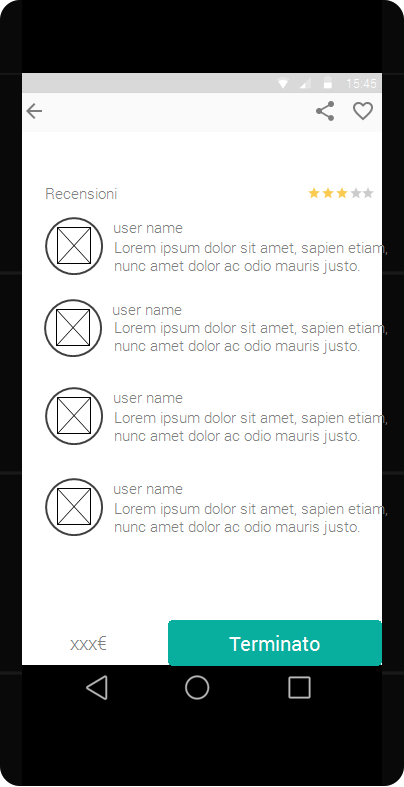 15:45
Recensioni
user name
Lorem ipsum dolor sit amet, sapien etiam,
nunc amet dolor ac odio mauris justo.
user name
Lorem ipsum dolor sit amet, sapien etiam,
nunc amet dolor ac odio mauris justo.
user name
Lorem ipsum dolor sit amet, sapien etiam,
nunc amet dolor ac odio mauris justo.
user name
Lorem ipsum dolor sit amet, sapien etiam,
nunc amet dolor ac odio mauris justo.
xxx€ Terminato